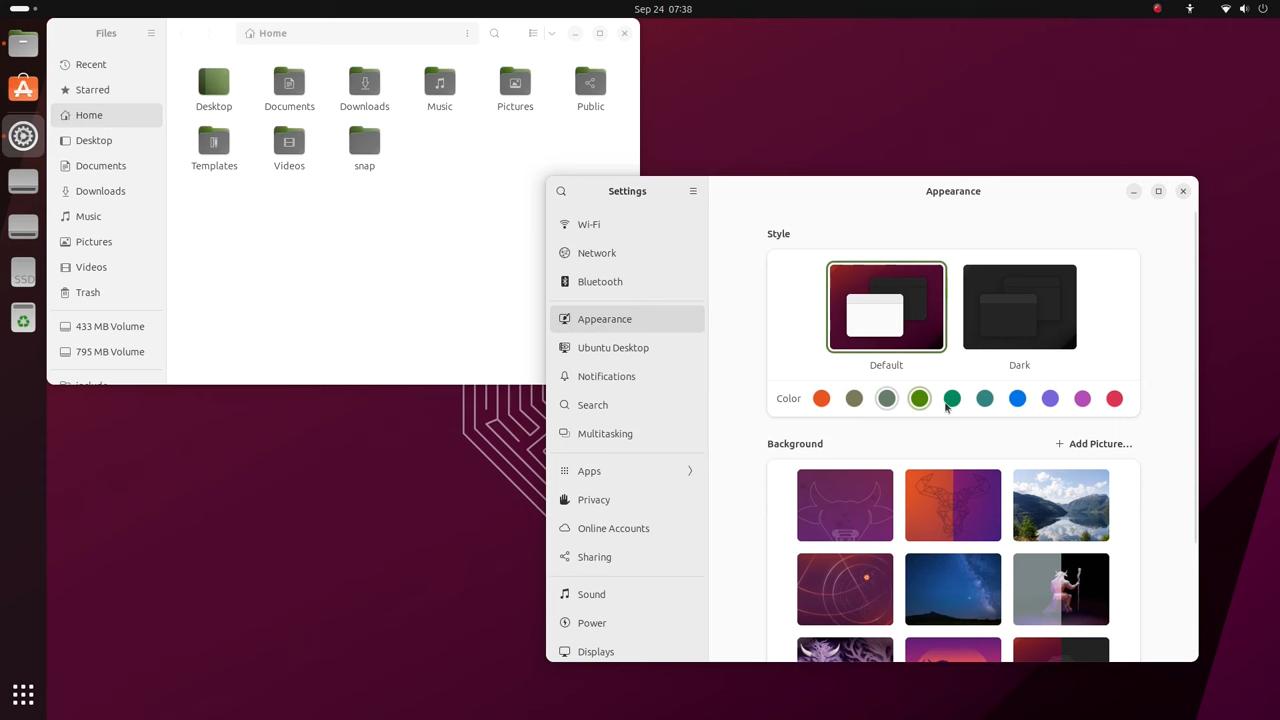 Sep 24 07:38
Files
Home
Recent
Starred
Home
Desktop
Documents
Downloads
Music
Pictures
Videos
Trash
433 MB Volume
795 MB Volume
Desktop
Documents
Downloads
Music
Pictures
Public
Templates
Videos
snap
SSD
Settings
Wi-Fi
Network
Bluetooth
Appearance
Ubuntu Desktop
Notifications
Search
Multitasking
Apps
Privacy
Online Accounts
Sharing
Sound
Power
Displays
Appearance
Style
Default
Dark
Color
Background
Add Picture…